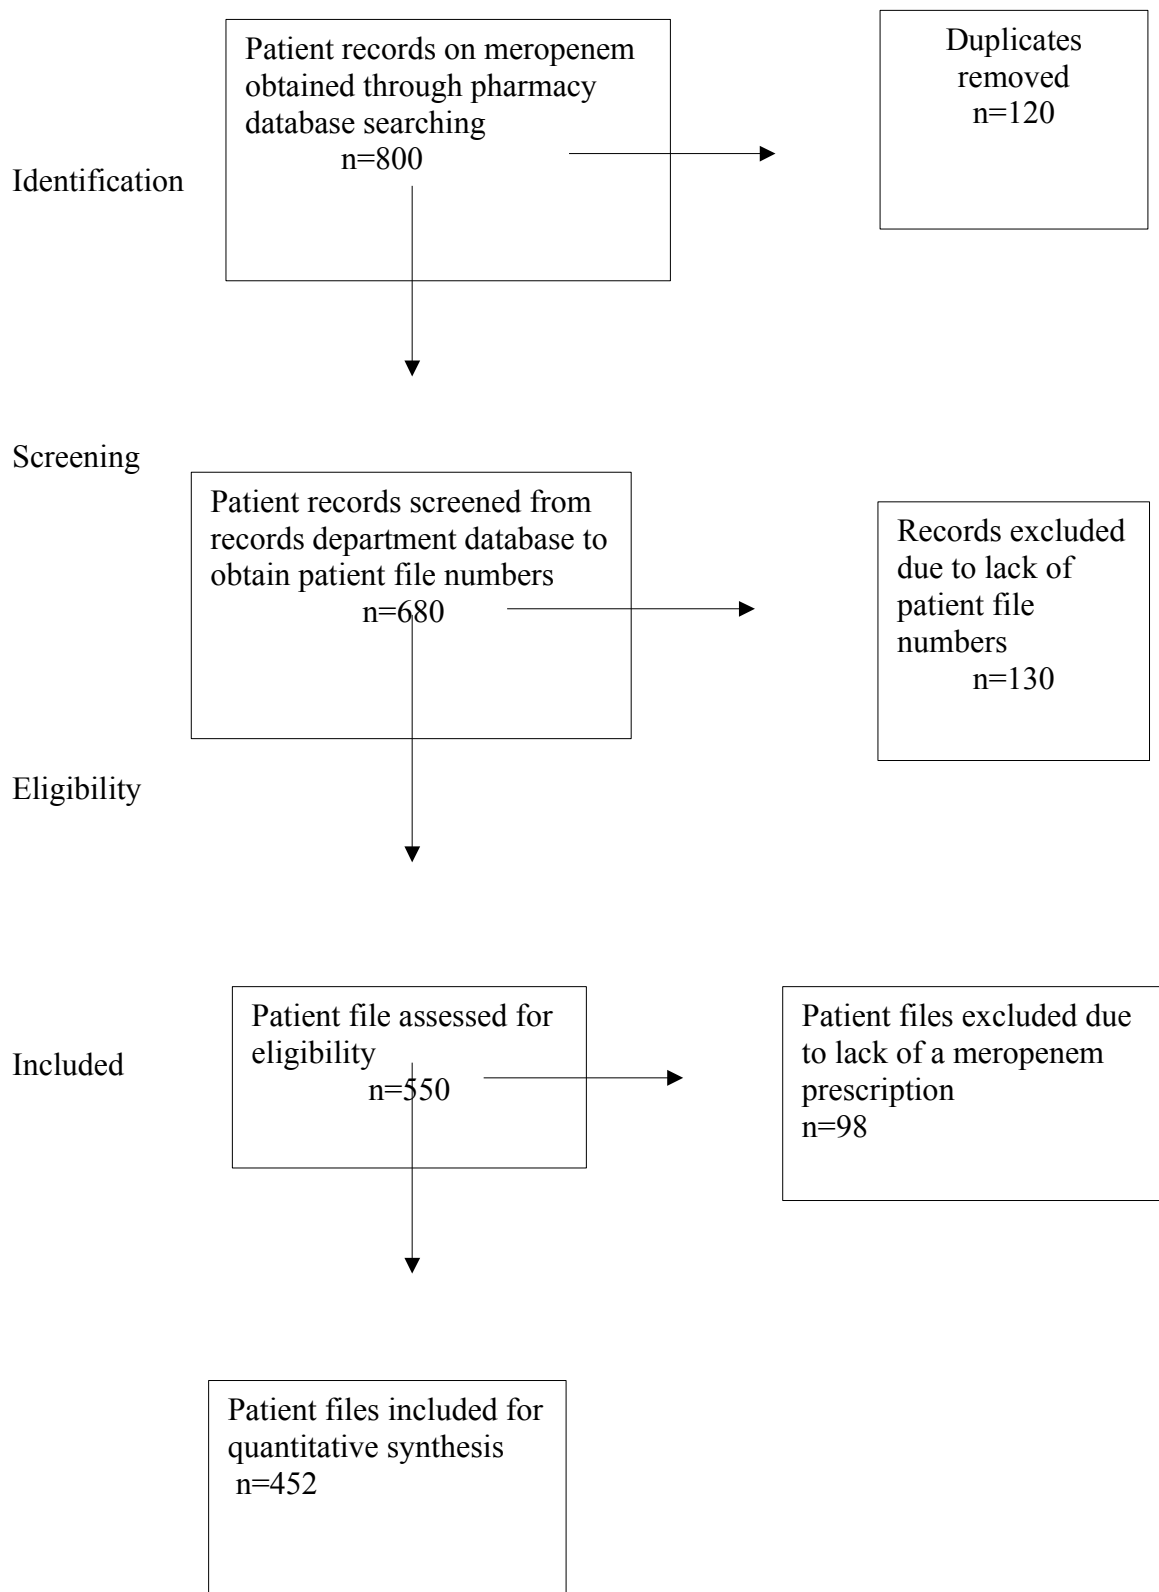 Patient records on meropenem
obtained through pharmacy
database searching
n=800
Duplicates
removed
n=120
Identification
Screening
Patient records screened from
records department database to
obtain patient file numbers
n=680
Records excluded
due to lack of
patient file
numbers
n=130
Eligibility
Patient file assessed for
eligibility
n=550
Patient files excluded due
to lack of a meropenem
prescription
n=98
Included
Patient files included for
quantitative synthesis
n=452